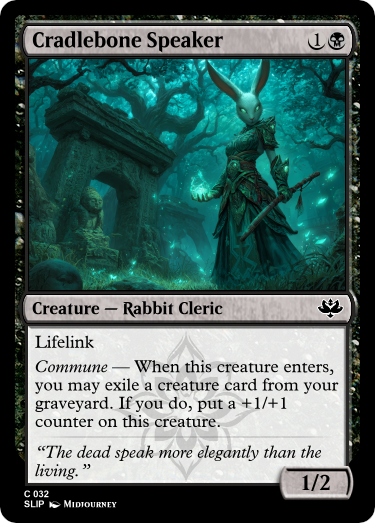 Cradlebone Speaker 1
Creature — Rabbit Cleric
Lifelink
Commune — When this creature enters,
you may exile a creature card from your
graveyard. If you do, put a +1/+1
counter on this creature.
“The dead speak more elegantly than the
living.”
1/2
C 032
SLIP Midjourney